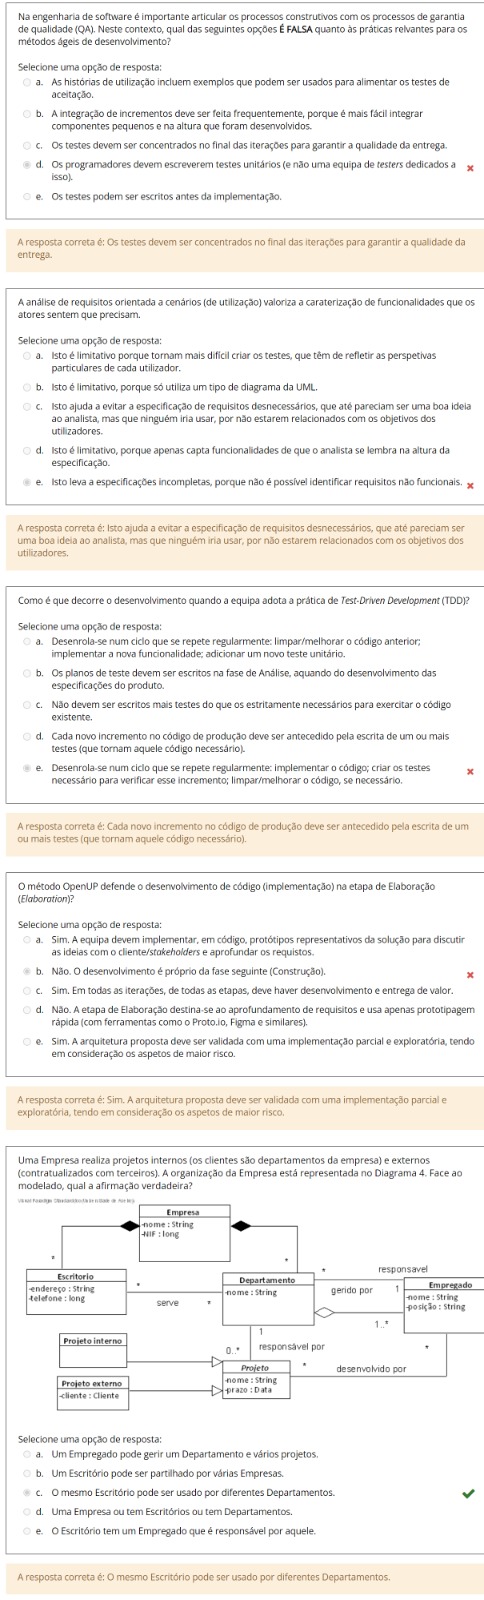 Na engenharia de software é importante articular os processos construtivos com os processos de garantia
de qualidade (QA). Neste contexto, qual das seguintes opções É FALSA quanto às práticas relvantes para os
métodos ágeis de desenvolvimento?
Selecione uma opção de resposta:
a. As histórias de utilização incluem exemplos que podem ser usados para alimentar os testes de
aceitação.
b. A integração de incrementos deve ser feita frequentemente, porque é mais fácil integrar
componentes pequenos e na altura que foram desenvolvidos.
c. Os testes devem ser concentrados no final das iterações para garantir a qualidade da entrega.
d. Os programadores devem escreverem testes unitários (e não uma equipa de testers dedicados a
isso).
e. Os testes podem ser escritos antes da implementação.
A resposta correta é: Os testes devem ser concentrados no final das iterações para garantir a qualidade da
entrega.
A análise de requisitos orientada a cenários (de utilização) valoriza a caraterização de funcionalidades que os
atores sentem que precisam.
Selecione uma opção de resposta:
a. Isto é limitativo porque tornam mais difícil criar os testes, que têm de refletir as perspetivas
particulares de cada utilizador.
b. Isto é limitativo, porque só utiliza um tipo de diagrama da UML.
c. Isto ajuda a evitar a especificação de requisitos desnecessários, que até pareciam ser uma boa ideia
ao analista, mas que ninguém iria usar, por não estarem relacionados com os objetivos dos
utilizadores.
d. Isto é limitativo, porque apenas capta funcionalidades de que o analista se lembra na altura da
especificação.
e. Isto leva a especificações incompletas, porque não é possível identificar requisitos não funcionais.
A resposta correta é: Isto ajuda a evitar a especificação de requisitos desnecessários, que até pareciam ser
uma boa ideia ao analista, mas que ninguém iria usar, por não estarem relacionados com os objetivos dos
utilizadores.
Como é que decorre o desenvolvimento quando a equipa adota a prática de Test-Driven Development (TDD)?
Selecione uma opção de resposta:
a. Desenrola-se num ciclo que se repete regularmente: limpar/melhorar o código anterior;
implementar a nova funcionalidade; adicionar um novo teste unitário.
b. Os planos de teste devem ser escritos na fase de Análise, aquando do desenvolvimento das
especificações do produto.
c. Não devem ser escritos mais testes do que os estritamente necessários para exercitar o código
existente.
d. Cada novo incremento no código de produção deve ser antecedido pela escrita de um ou mais
testes (que tornam aquele código necessário).
e. Desenrola-se num ciclo que se repete regularmente: implementar o código; criar os testes
necessário para verificar esse incremento; limpar/melhorar o código, se necessário.
A resposta correta é: Cada novo incremento no código de produção deve ser antecedido pela escrita de um
ou mais testes (que tornam aquele código necessário).
O método OpenUP defende o desenvolvimento de código (implementação) na etapa de Elaboração
(Elaboration)?
Selecione uma opção de resposta:
a. Sim. A equipa devem implementar, em código, protótipos representativos da solução para discutir
as ideias com o cliente/stakeholders e aprofundar os requistos.
b. Não. O desenvolvimento é próprio da fase seguinte (Construção).
c. Sim. Em todas as iterações, de todas as etapas, deve haver desenvolvimento e entrega de valor.
d. Não. A etapa de Elaboração destina-se ao aprofundamento de requisitos e usa apenas prototipagem
rápida (com ferramentas como o Proto.io, Figma e similares).
e. Sim. A arquitetura proposta deve ser validada com uma implementação parcial e exploratória, tendo
em consideração os aspetos de maior risco.
A resposta correta é: Sim. A arquitetura proposta deve ser validada com uma implementação parcial e
exploratória, tendo em consideração os aspetos de maior risco.
Uma Empresa realiza projetos internos (os clientes são departamentos da empresa) e externos
(contratualizados com terceiros). A organização da Empresa está representada no Diagrama 4. Face ao
modelado, qual a afirmação verdadeira?
Empresa
-nome : String
-NIF : long
* *
Escritorio
-endereço : String
-telefone : long
* serve *
Departamento
-nome : String
* responsavel
gerido por 1
Empregado
-nome : String
-posição : String
1..*
Projeto interno
1
0..* responsável por *
Projeto externo
-cliente : Cliente
Projeto
-nome : String
-prazo : Data
* desenvolvido por
Selecione uma opção de resposta:
a. Um Empregado pode gerir um Departamento e vários projetos.
b. Um Escritório pode ser partilhado por várias Empresas.
c. O mesmo Escritório pode ser usado por diferentes Departamentos.
d. Uma Empresa ou tem Escritórios ou tem Departamentos.
e. O Escritório tem um Empregado que é responsável por aquele.
A resposta correta é: O mesmo Escritório pode ser usado por diferentes Departamentos.